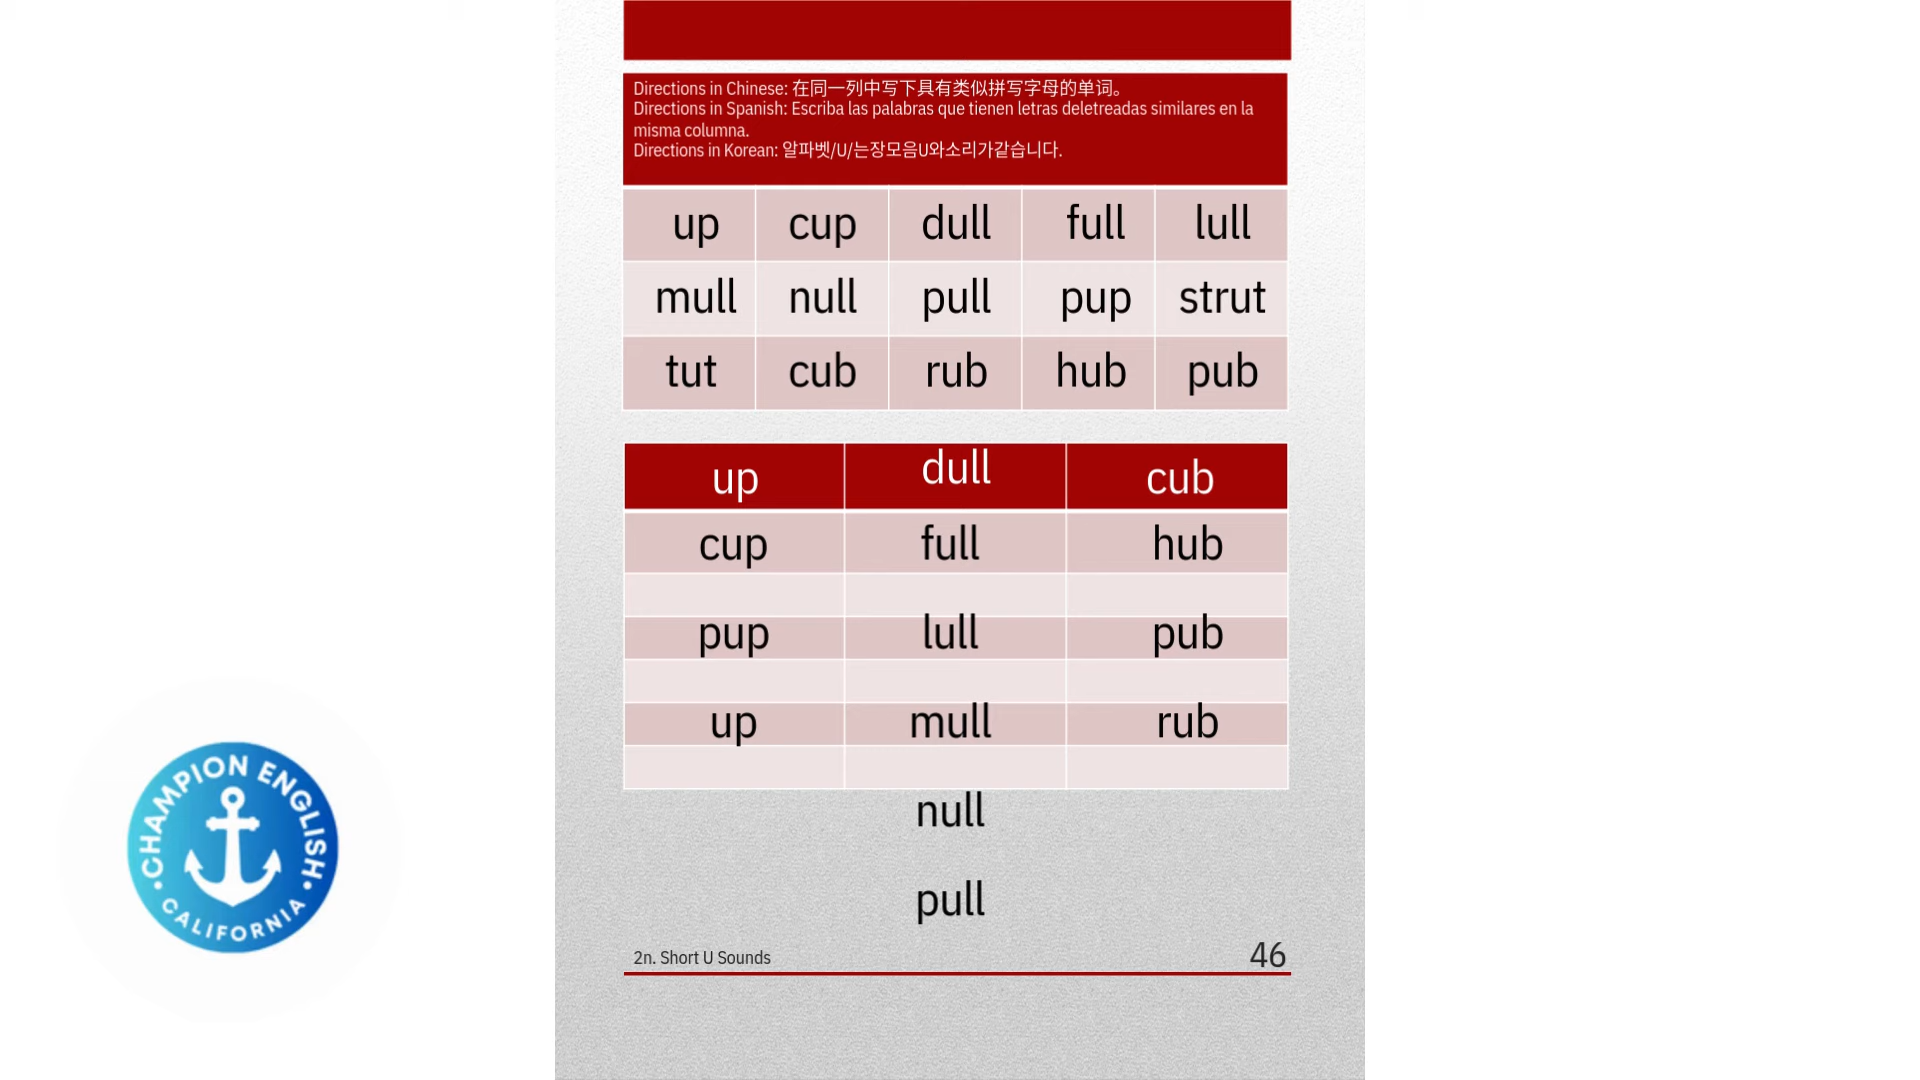 Directions in Chinese: 在同一列中写下具有类似拼写字母的单词。
Directions in Spanish: Escriba las palabras que tienen letras deletreadas similares en la
misma columna.
Directions in Korean: 알파벳/U/는장모음U와소리가같습니다.
up cup dull full lull
mull null pull pup strut
tut cub rub hub pub
up dull cub
cup full hub
pup lull pub
up mull rub
null
pull
2n. Short U Sounds 46
CHAMPION ENGLISH
CALIFORNIA